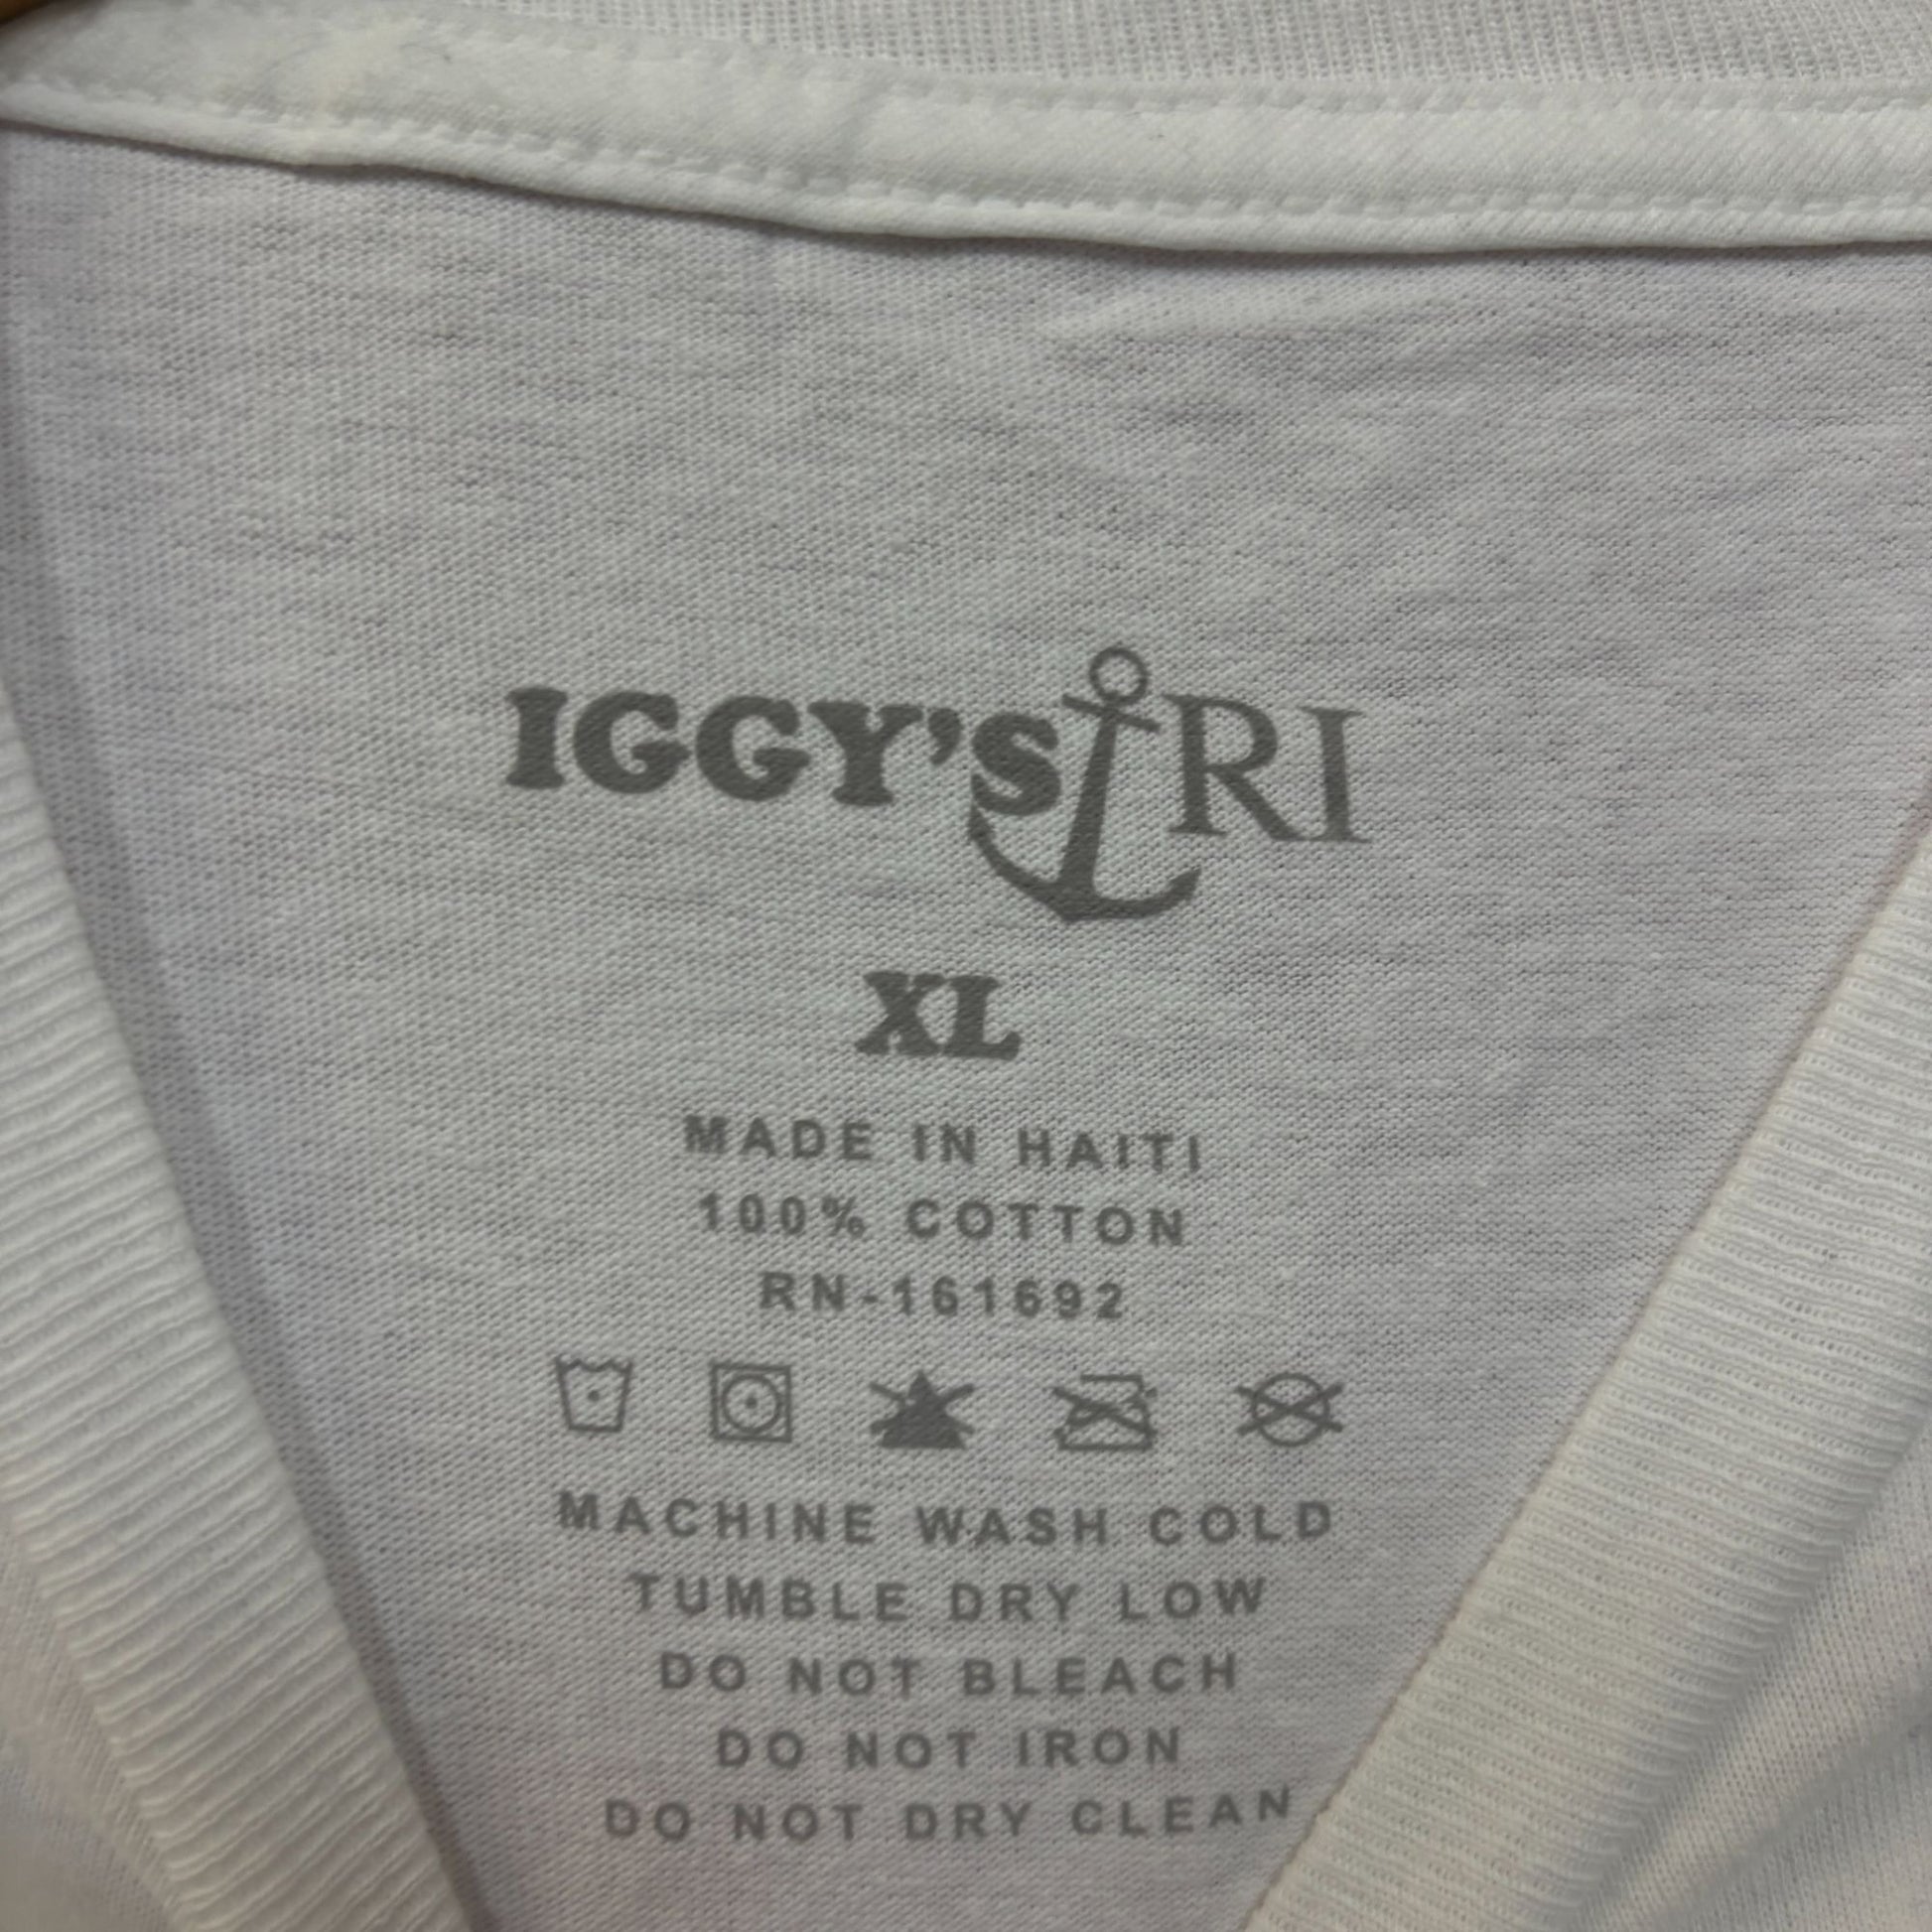 IGGY'S RI
XL
MADE IN HAITI
100% COTTON
RN-161692
MACHINE WASH COLD
TUMBLE DRY LOW
DO NOT BLEACH
DO NOT IRON
DO NOT DRY CLEAN